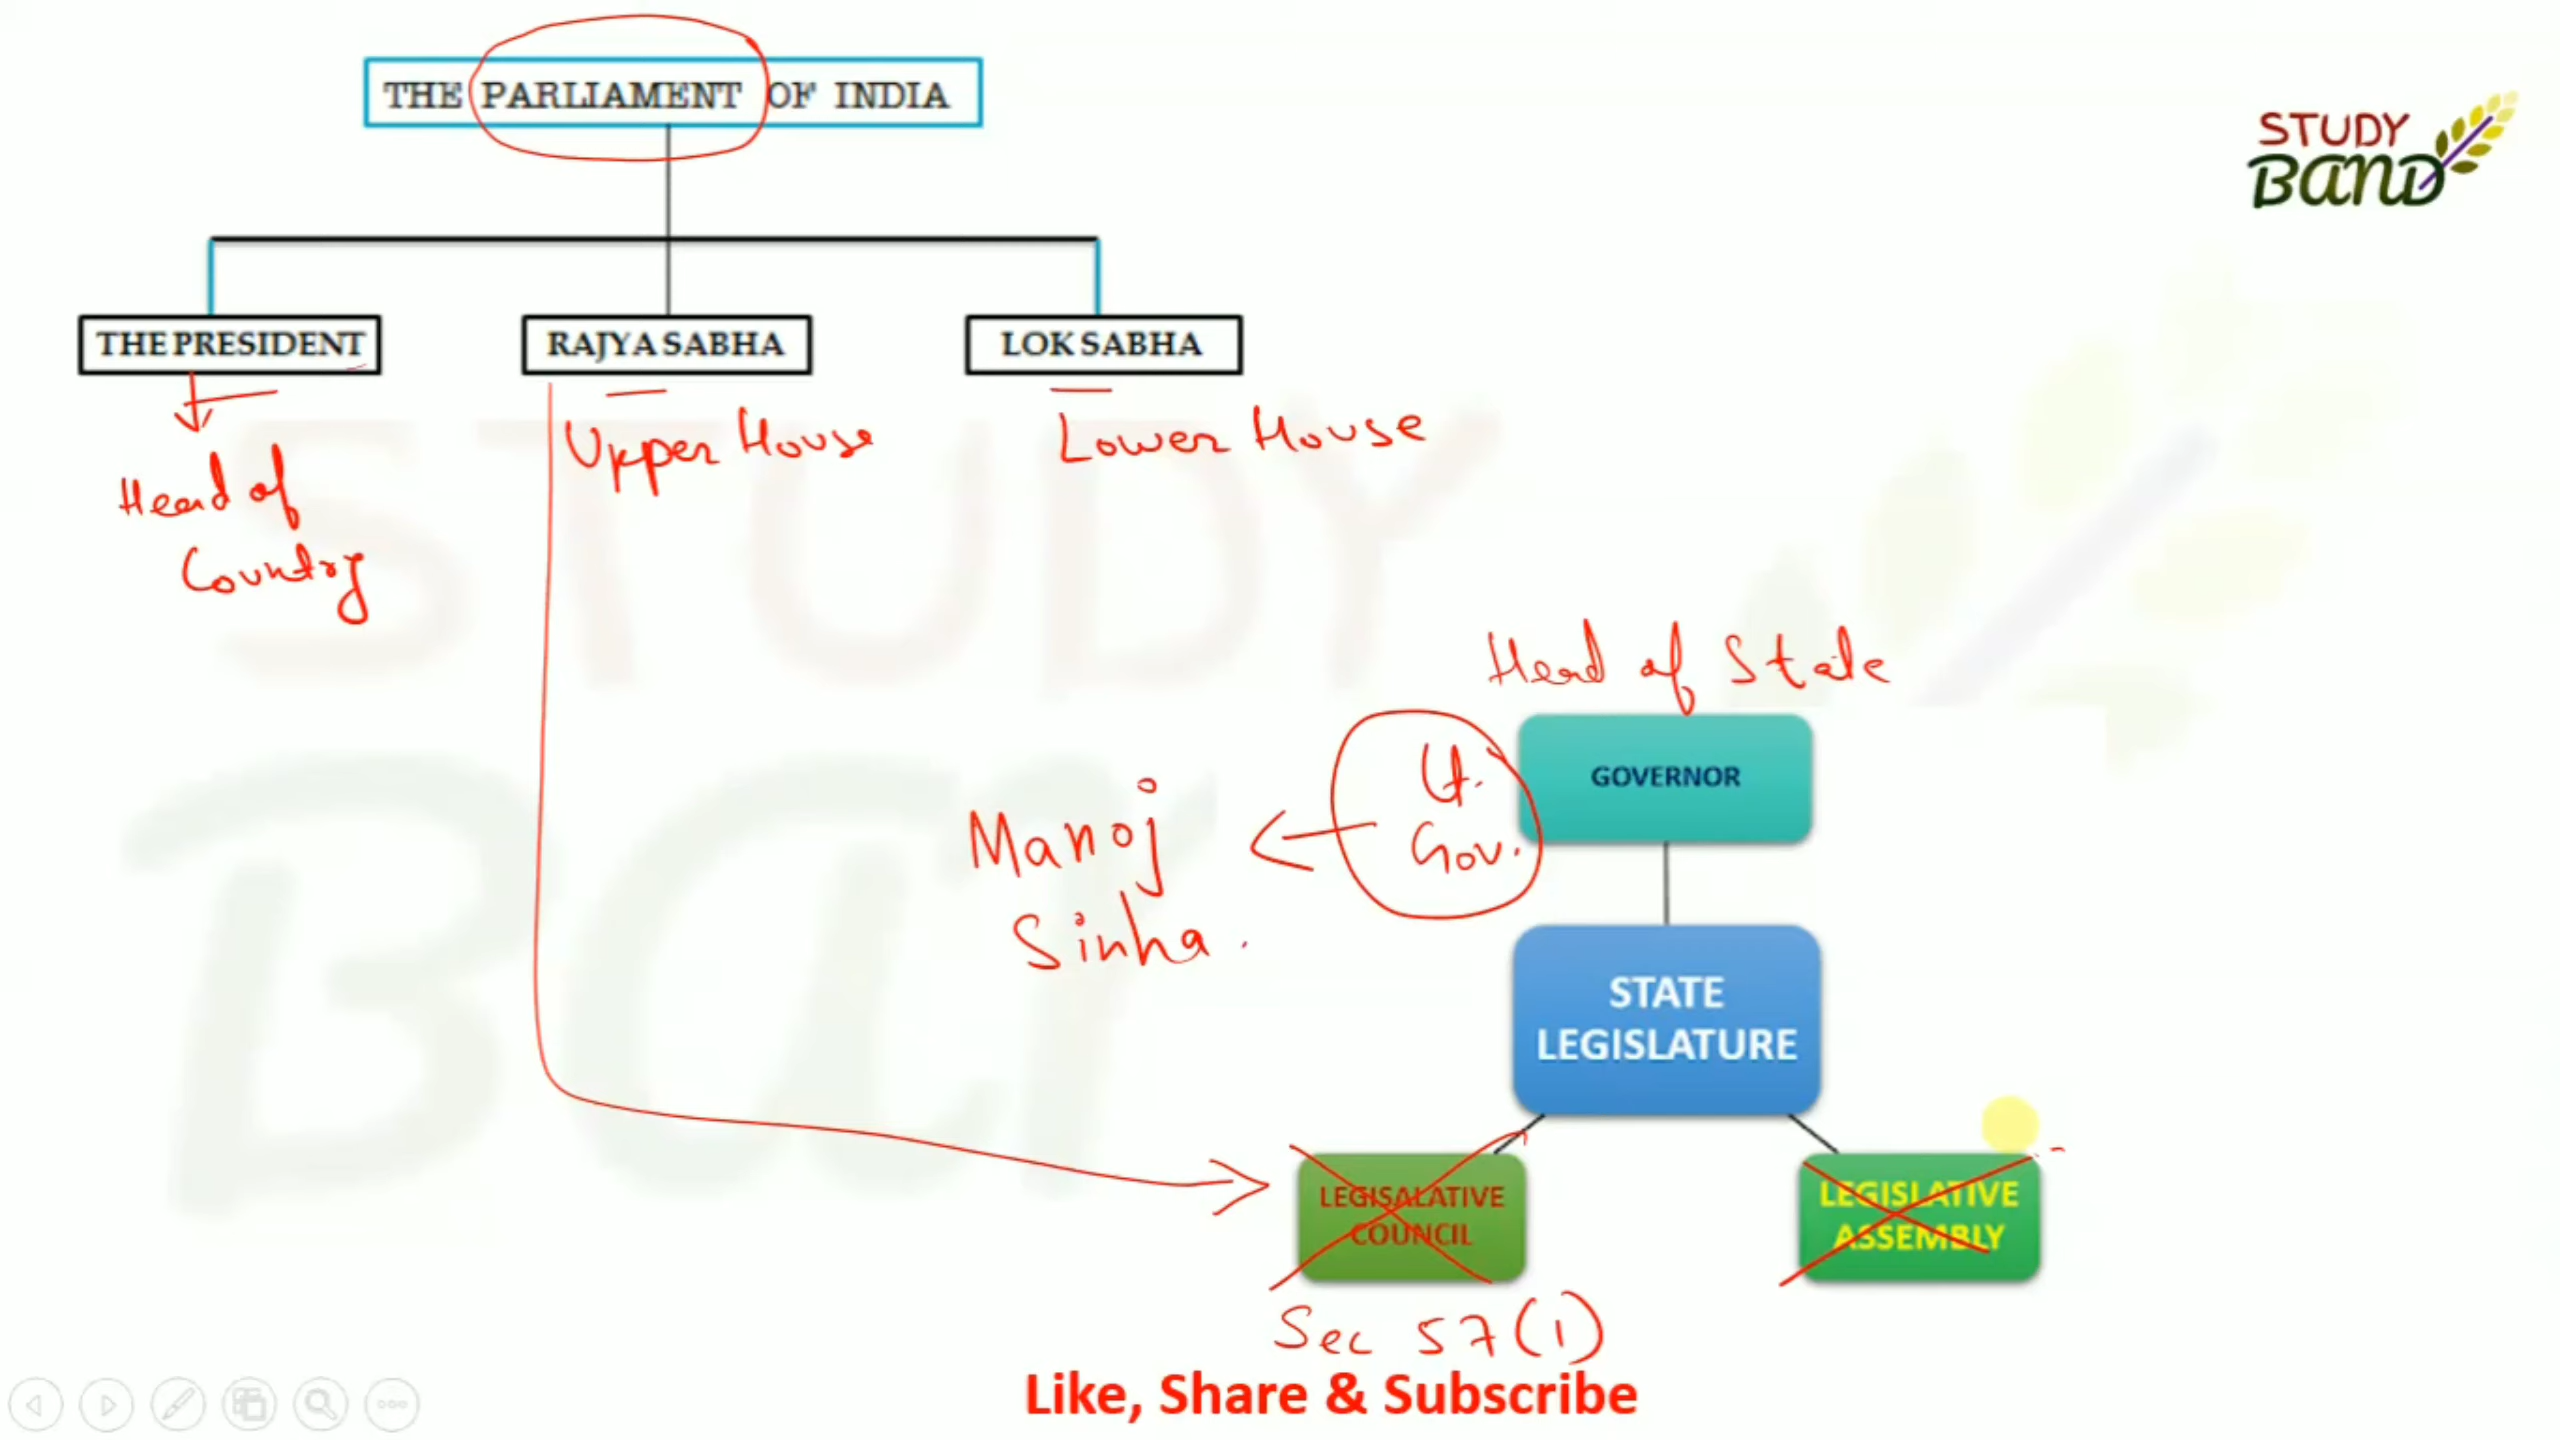 THE PARLIAMENT OF INDIA
STUDY
BAND
THE PRESIDENT
RAJYA SABHA
LOK SABHA
Head of
Country
Upper House
Lower House
Head of State
GOVERNOR
Lt.
Gov.
Manoj
Sinha.
STATE
LEGISLATURE
LEGISALATIVE
COUNCIL
LEGISLATIVE
ASSEMBLY
Sec 57(1)
Like, Share & Subscribe